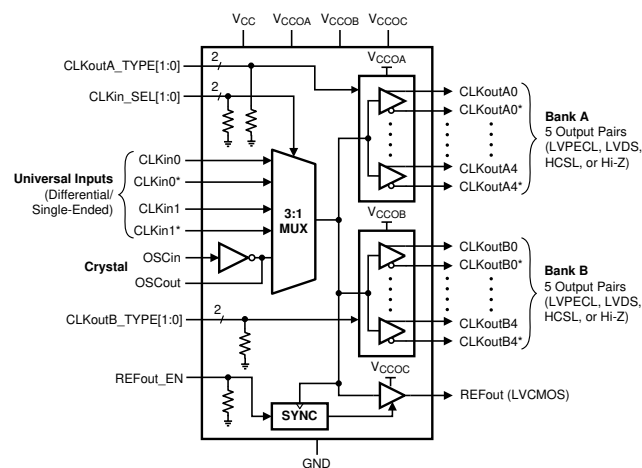 VCC VCCOA VCCOB VCCOC
CLKoutA_TYPE[1:0] 2
CLKin_SEL[1:0] 2
VCCOA
CLKoutA0
CLKoutA0*
CLKoutA4
CLKoutA4*
Bank A
5 Output Pairs
(LVPECL, LVDS,
HCSL, or Hi-Z)
Universal Inputs
(Differential/
Single-Ended)
CLKin0
CLKin0*
CLKin1
CLKin1*
3:1
MUX
Crystal
OSCin
OSCout
VCCOB
CLKoutB0
CLKoutB0*
CLKoutB4
CLKoutB4*
Bank B
5 Output Pairs
(LVPECL, LVDS,
HCSL, or Hi-Z)
CLKoutB_TYPE[1:0] 2
REFout_EN
SYNC
VCCOC
REFout (LVCMOS)
GND